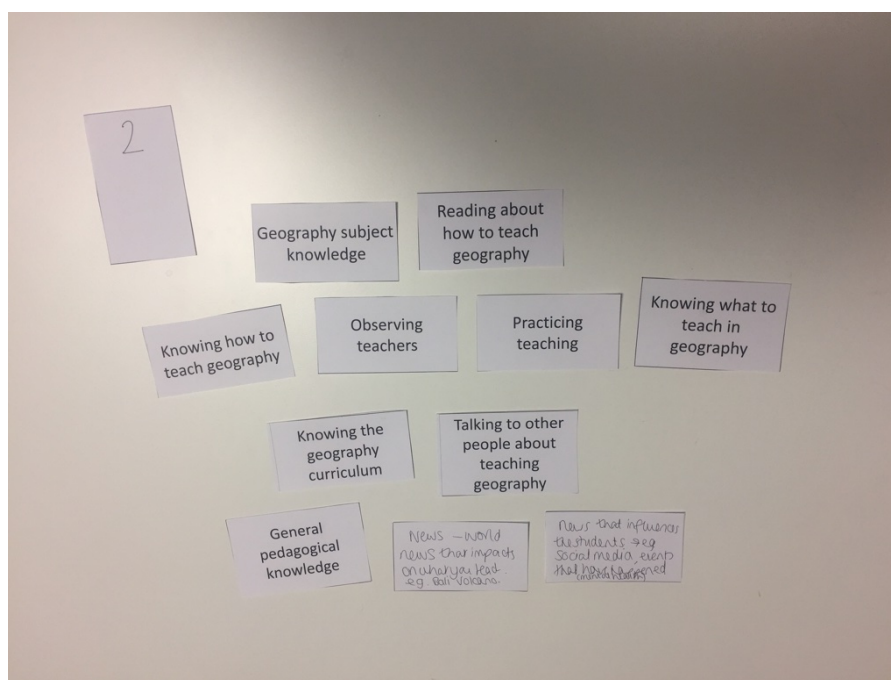 2
Geography subject
knowledge
Reading about
how to teach
geography
Knowing how to
teach geography
Observing
teachers
Practicing
teaching
Knowing what to
teach in
geography
Knowing the
geography
curriculum
Talking to other
people about
teaching
geography
General
pedagogical
knowledge
News – world
news that impacts
on what you
e.g. Bali Volcano.
News that influences
the students → eg
Social media, events
that have happened